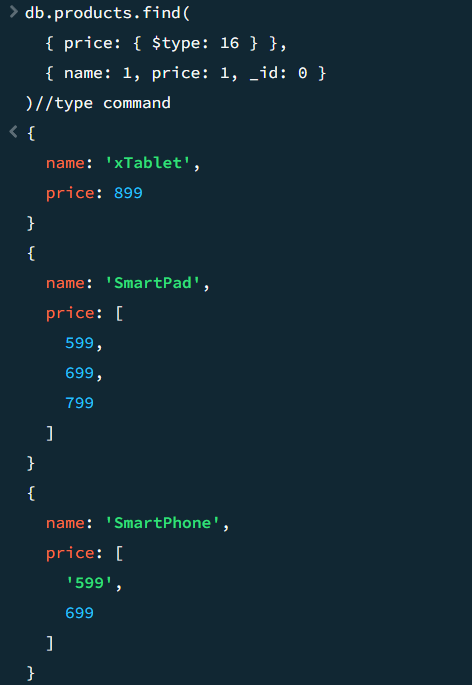 db.products.find(
{ price: { $type: 16 } },
{ name: 1, price: 1, _id: 0 }
)//type command
{
name: 'xTablet',
price: 899
}
{
name: 'SmartPad',
price: [
599,
699,
799
]
}
{
name: 'SmartPhone',
price: [
'599',
699
]
}